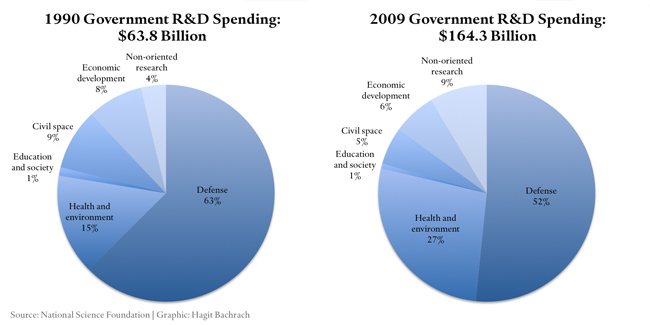 1990 Government R&D Spending:
$63.8 Billion
Non-oriented
research
4%
Economic
development
8%
Civil space
9%
Education
and society
1%
Health and
environment
15%
Defense
63%
2009 Government R&D Spending:
$164.3 Billion
Non-oriented
research
9%
Economic
development
6%
Civil space
5%
Education
and society
1%
Health and
environment
27%
Defense
52%
Source: National Science Foundation | Graphic: Hagit Bachrach